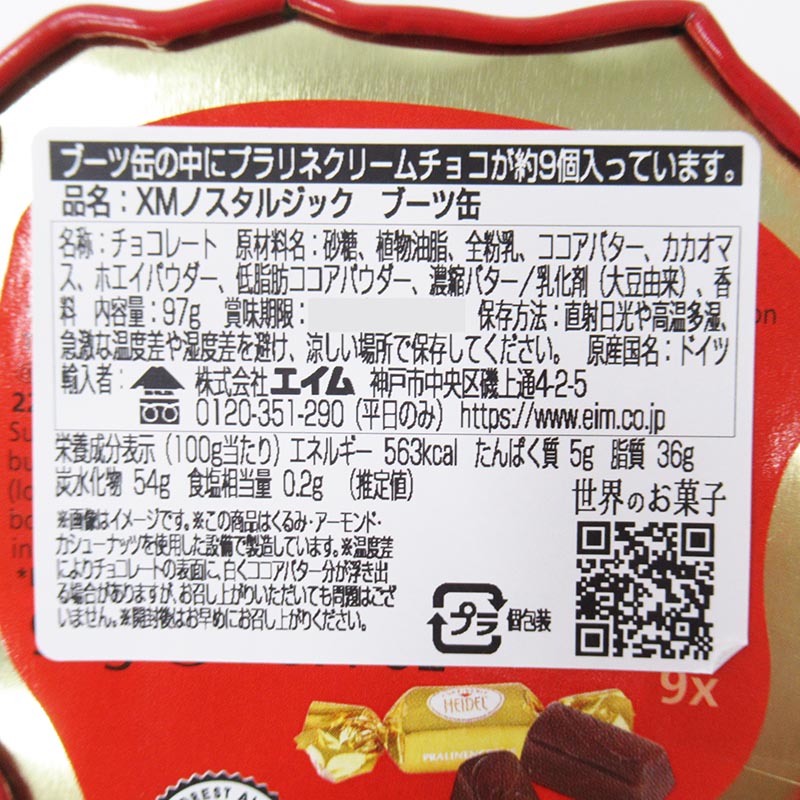 ブーツ缶の中にプラリネクリームチョコが約9個入っています。
品名：XMノスタルジック　ブーツ缶
名称：チョコレート　原材料名：砂糖、植物油脂、全粉乳、ココアバター、カカオマ
ス、ホエイパウダー、低脂肪ココアパウダー、濃縮バター/乳化剤（大豆由来）、香
料　内容量：97g　賞味期限：　保存方法：直射日光や高温多湿、
急激な温度差や湿度差を避け、涼しい場所で保存してください。　原産国名：ドイツ
輸入者：株式会社エイム　神戸市中央区磯上通4-2-5
0120-351-290（平日のみ）https://www.eim.co.jp
栄養成分表示（100g当たり）エネルギー　563kcal　たんぱく質 5g　脂質 36g
炭水化物　54g　食塩相当量 0.2g　（推定値）
世界のお菓子
※画像はイメージです。※この商品はくるみ・アーモンド・
カシューナッツを使用した設備で製造しています。※温度差
によりチョコレートの表面に、白くココアバター分が浮き出
る場合がありますが、お召し上がりいただいても問題はござ
いません。※開封後はお早めにお召し上がりください。
プラ
個包装
9x
HEIDEL